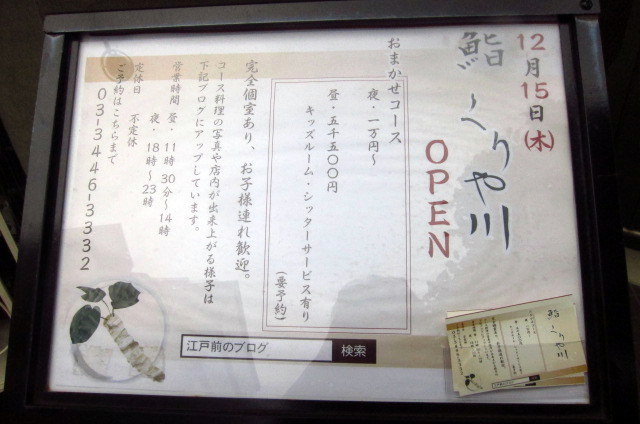 12月15日(木)
鮨 くりや川
OPEN
おまかせコース
夜・一万円～
昼・五千五〇〇円
キッズルーム・シッターサービス有り
(要予約)
完全個室あり、お子様連れ歓迎。
コース料理の写真や店内が出来上がる様子は
下記ブログにアップしています。
営業時間 昼・11時30分～14時
夜・18時～23時
定休日 不定休
ご予約はこちらまで
03-3446-3332
江戸前のブログ 検索
鮨 くりや川